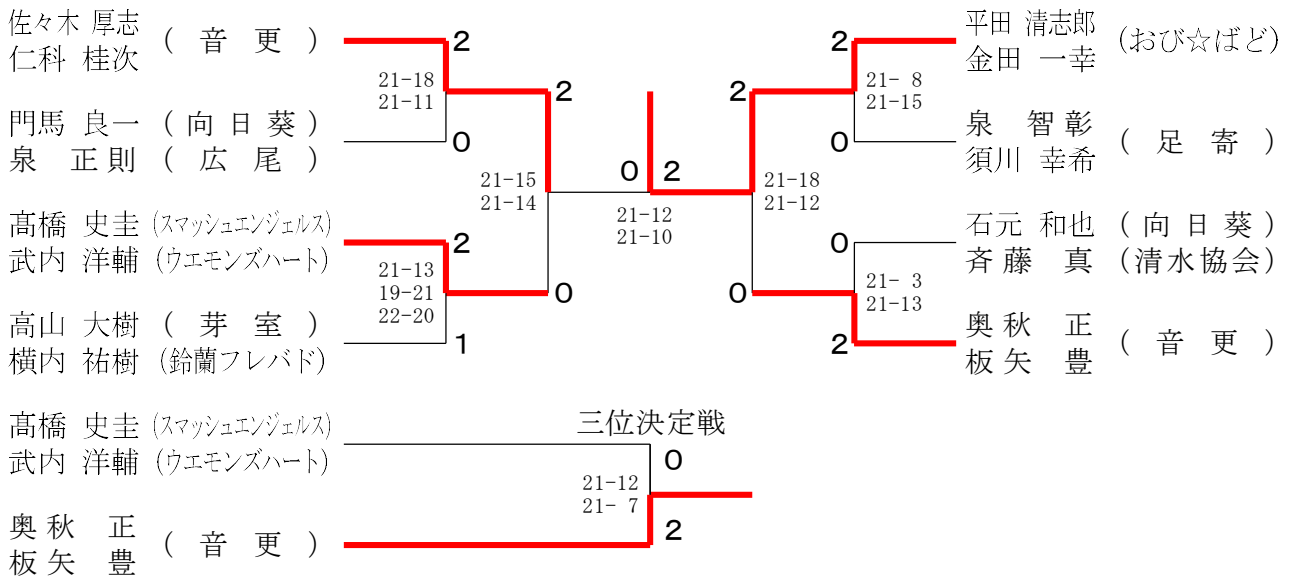 佐々木 厚志
仁科 桂次
( 音 更 )
2
21-18
21-11
門馬 良一 ( 向 日 葵 )
泉 正則 ( 広 尾 )
0
2
21-15
21-14
髙橋 史圭 (スマッシュエンジェルス)
武内 洋輔 (ウエモンズハート)
2
21-13
19-21
22-20
0
高山 大樹 ( 芽 室 )
横内 祐樹 (鈴蘭フレバド)
1
0 2
21-12
21-10
平田 清志郎
金田 一幸
(おび☆ばど)
2
21- 8
21-15
泉 智彰
須川 幸希
( 足 寄 )
0
2
21-18
21-12
石元 和也 ( 向 日 葵 )
斉藤 真 (清水協会)
0
21- 3
21-13
0
奥秋 正
板矢 豊
( 音 更 )
2
三位決定戦
髙橋 史圭 (スマッシュエンジェルス)
武内 洋輔 (ウエモンズハート)
0
21-12
21- 7
奥秋 正
板矢 豊
( 音 更 )
2